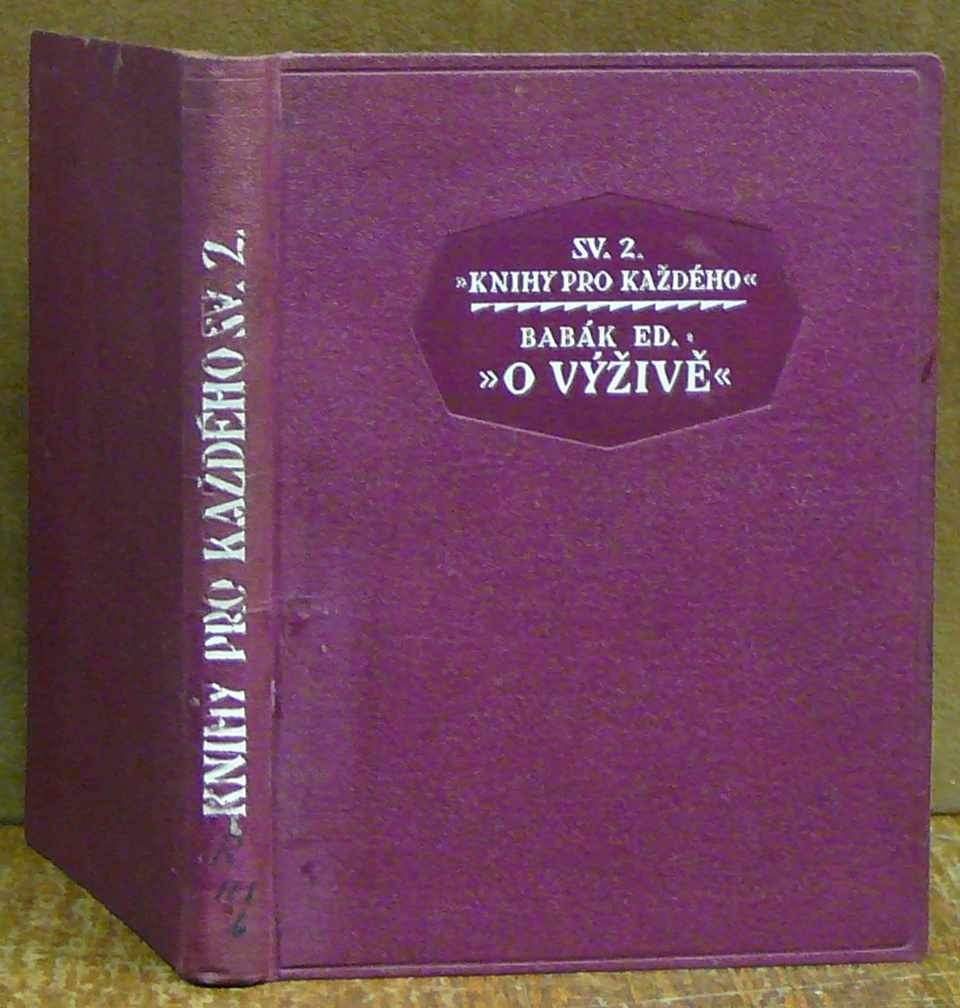 KNIHY PRO KAŽDÉHO SV. 2.
SV. 2.
»KNIHY PRO KAŽDÉHO«
BABÁK ED.:
»O VÝŽIVĚ«